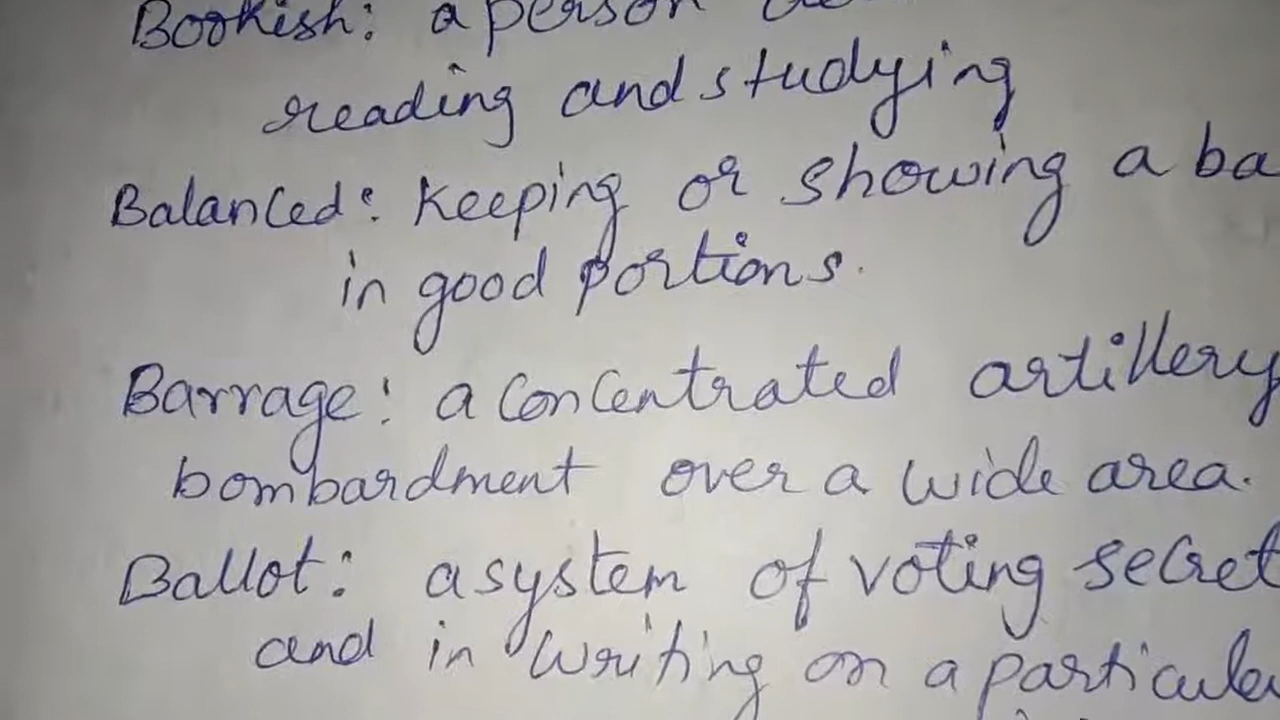 Bookish: a person
reading and studying
Balanced: Keeping or showing a ba
in good portions.
Barrage: a concentrated artillery
bombardment over a wide area.
Ballot: a system of voting secret
and in writing on a particula